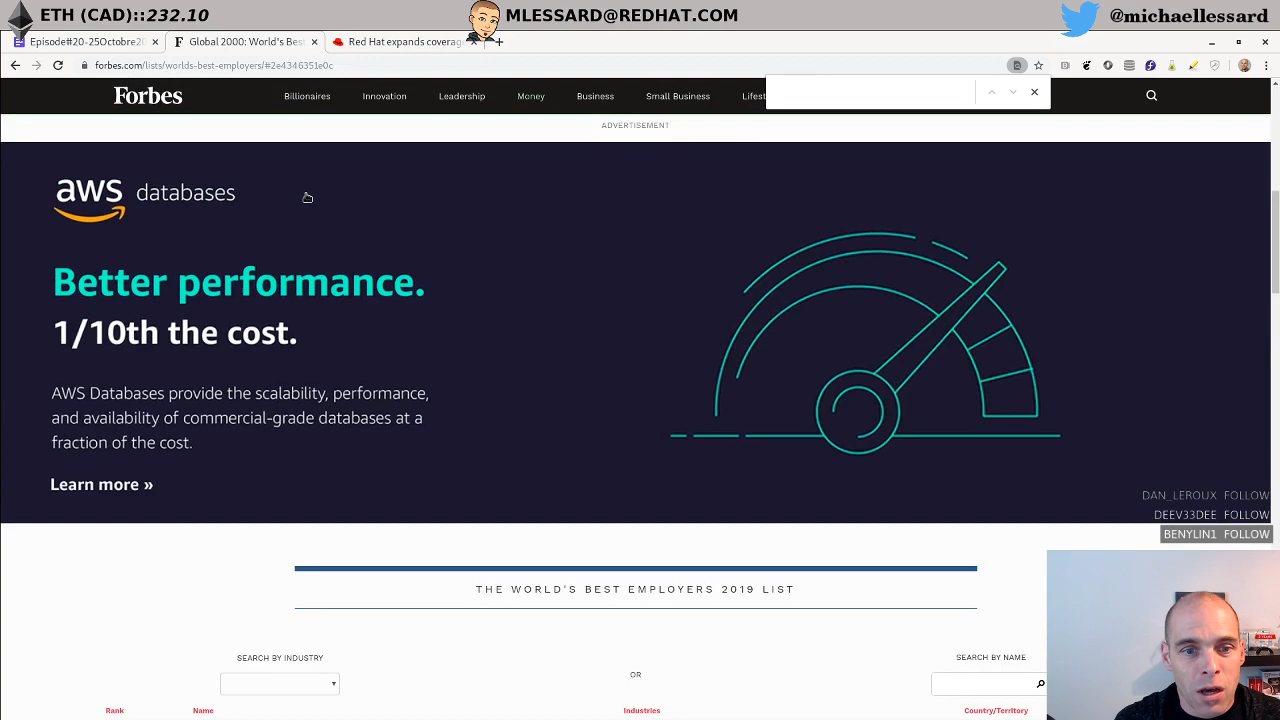 ETH (CAD)::232.10
MLESSARD@REDHAT.COM
@michaellessard
Episode#20-25Octobre20
Global 2000: World's Bes
Red Hat expands coverag
forbes.com/lists/worlds-best-employers/#2e4346351e0c
Forbes
Billionaires
Innovation
Leadership
Money
Business
Small Business
Lifest
ADVERTISEMENT
aws databases
Better performance.
1/10th the cost.
AWS Databases provide the scalability, performance,
and availability of commercial-grade databases at a
fraction of the cost.
Learn more »
DAN_LEROUX FOLLOW
DEEV33DEE FOLLOW
BENYLIN1 FOLLOW
THE WORLD'S BEST EMPLOYERS 2019 LIST
SEARCH BY INDUSTRY
OR
SEARCH BY NAME
Rank
Name
Industries
Country/Territory